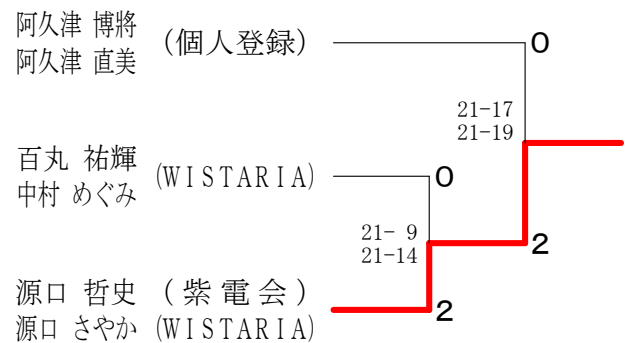 阿久津 博將 (個人登録) 0
阿久津 直美
21-17
21-19
百丸 祐輝 (WISTARIA) 0
中村 めぐみ
21- 9
21-14
2
源口 哲史 (紫電会) 2
源口 さやか (WISTARIA)